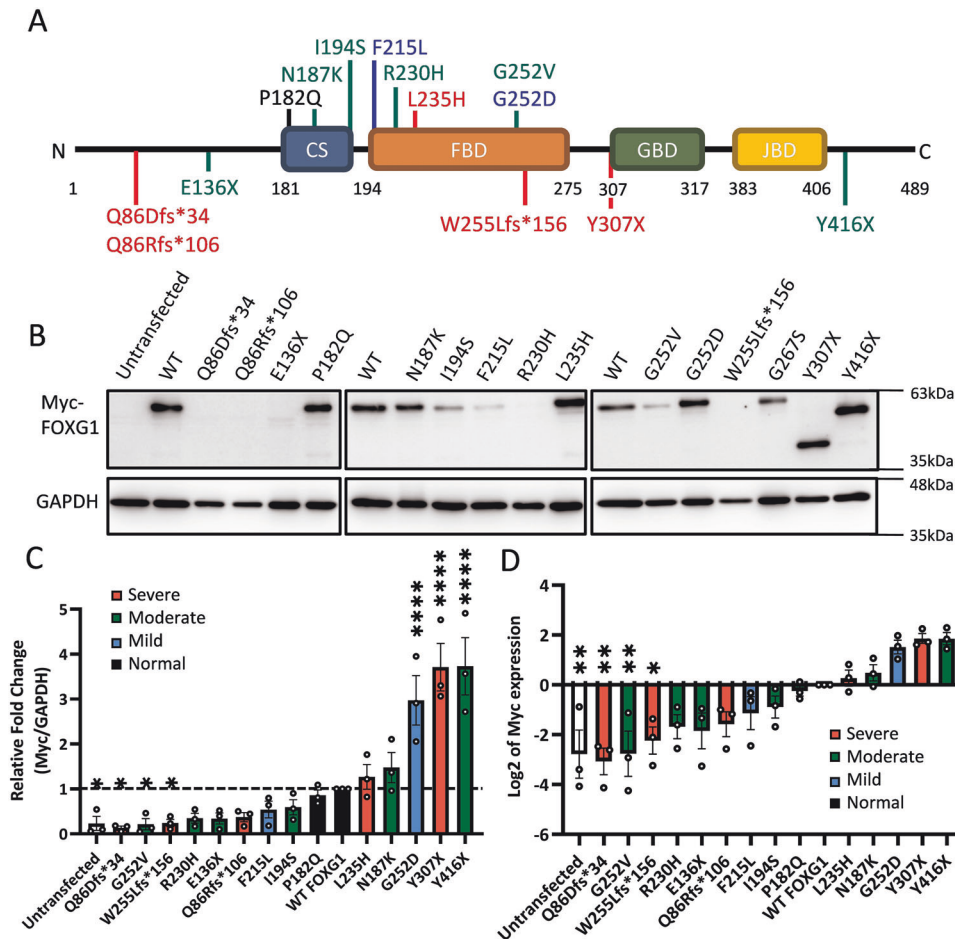 A
I194S F215L
N187K R230H G252V
P182Q L235H G252D
N CS FBD GBD JBD C
1 181 194 275 307 317 383 406 489
E136X
Q86Dfs*34 W255Lfs*156 Y307X Y416X
Q86Rfs*106
B
Untransfected WT Q86Dfs*34 Q86Rfs*106 E136X P182Q WT N187K I194S F215L R230H L235H WT G252V G252D W255Lfs*156 G267S Y307X Y416X
Myc-
FOXG1
63kDa
35kDa
GAPDH
48kDa
35kDa
C
Relative Fold Change
(Myc/GAPDH)
Severe
Moderate
Mild
Normal
5
4
3
2
1
0
* * * * **** **** ****
Untransfected Q86Dfs*34 G252V W255Lfs*156 R230H E136X Q86Rfs*106 F215L I194S P182Q WT FOXG1 L235H N187K G252D Y307X Y416X
D
Log2 of Myc expression
4
2
0
-2
-4
-6
** ** ** *
Severe
Moderate
Mild
Normal
Untransfected Q86Dfs*34 G252V W255Lfs*156 R230H E136X Q86Rfs*106 F215L I194S P182Q WT FOXG1 L235H N187K G252D Y307X Y416X